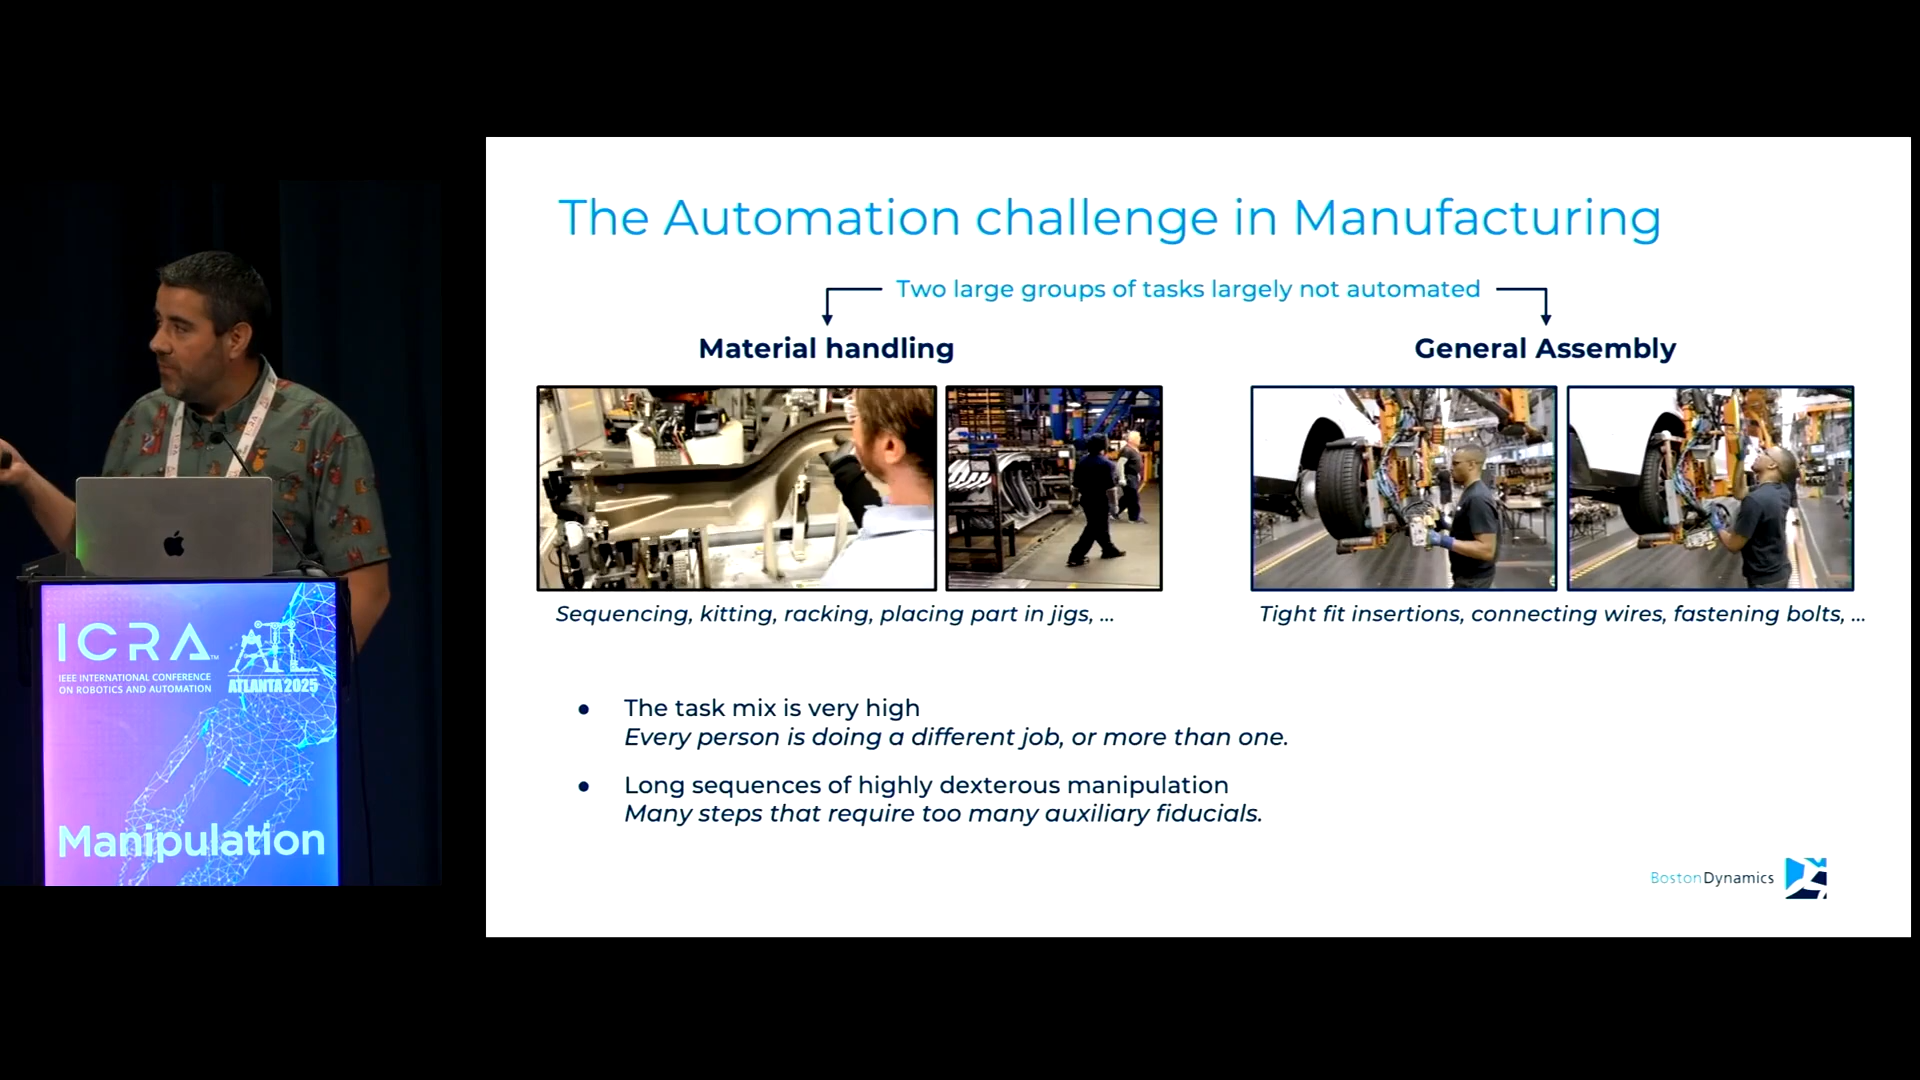 The Automation challenge in Manufacturing
Two large groups of tasks largely not automated
Material handling
General Assembly
Sequencing, kitting, racking, placing part in jigs, ...
Tight fit insertions, connecting wires, fastening bolts, ...
● The task mix is very high
Every person is doing a different job, or more than one.
● Long sequences of highly dexterous manipulation
Many steps that require too many auxiliary fiducials.
BostonDynamics
ICRA™
IEEE INTERNATIONAL CONFERENCE
ON ROBOTICS AND AUTOMATION
ATL
ATLANTA 2025
Manipulation